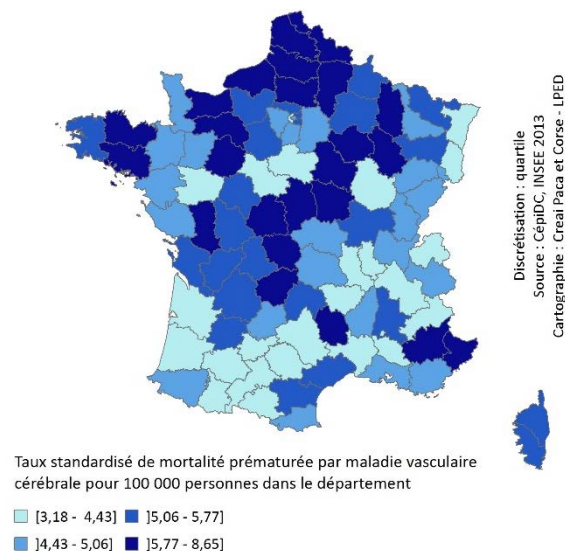 Discrétisation : quartile
Source : CépiDC, INSEE 2013
Cartographie : Creai Paca et Corse - LPED
Taux standardisé de mortalité prématurée par maladie vasculaire
cérébrale pour 100 000 personnes dans le département
[3,18 - 4,43] ]5,06 - 5,77]
]4,43 - 5,06] ]5,77 - 8,65]